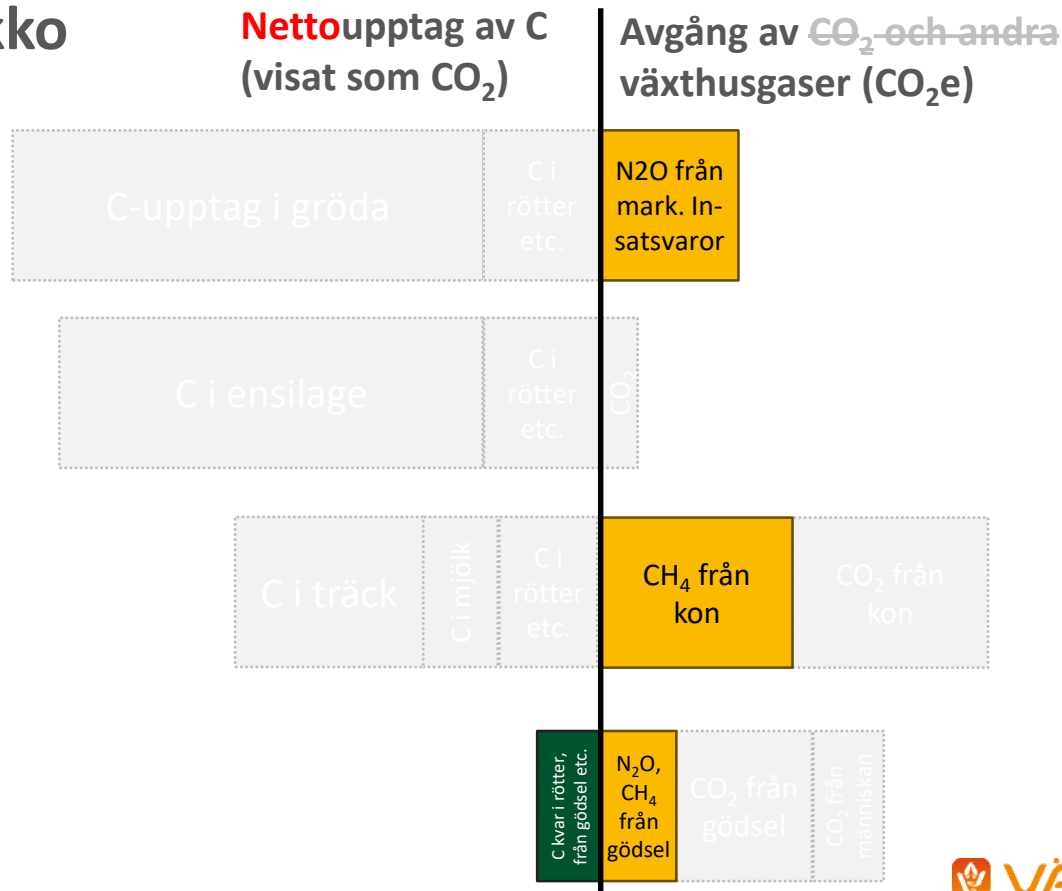 kko
Nettoupptag av C
(visat som CO₂)
Avgång av CO₂ och andra
växthusgaser (CO₂e)
C-upptag i gröda
C i
rötter
etc.
N2O från
mark. In-
satsvaror
C i ensilage
C i
rötter
etc.
CO₂
C i träck
C i mjölk
C i
rötter
etc.
CH₄ från
kon
CO₂ från
kon
C kvar i rötter,
från gödsel etc.
N₂O,
CH₄
från
gödsel
CO₂ från
gödsel
CO₂ från
människan
VÄ